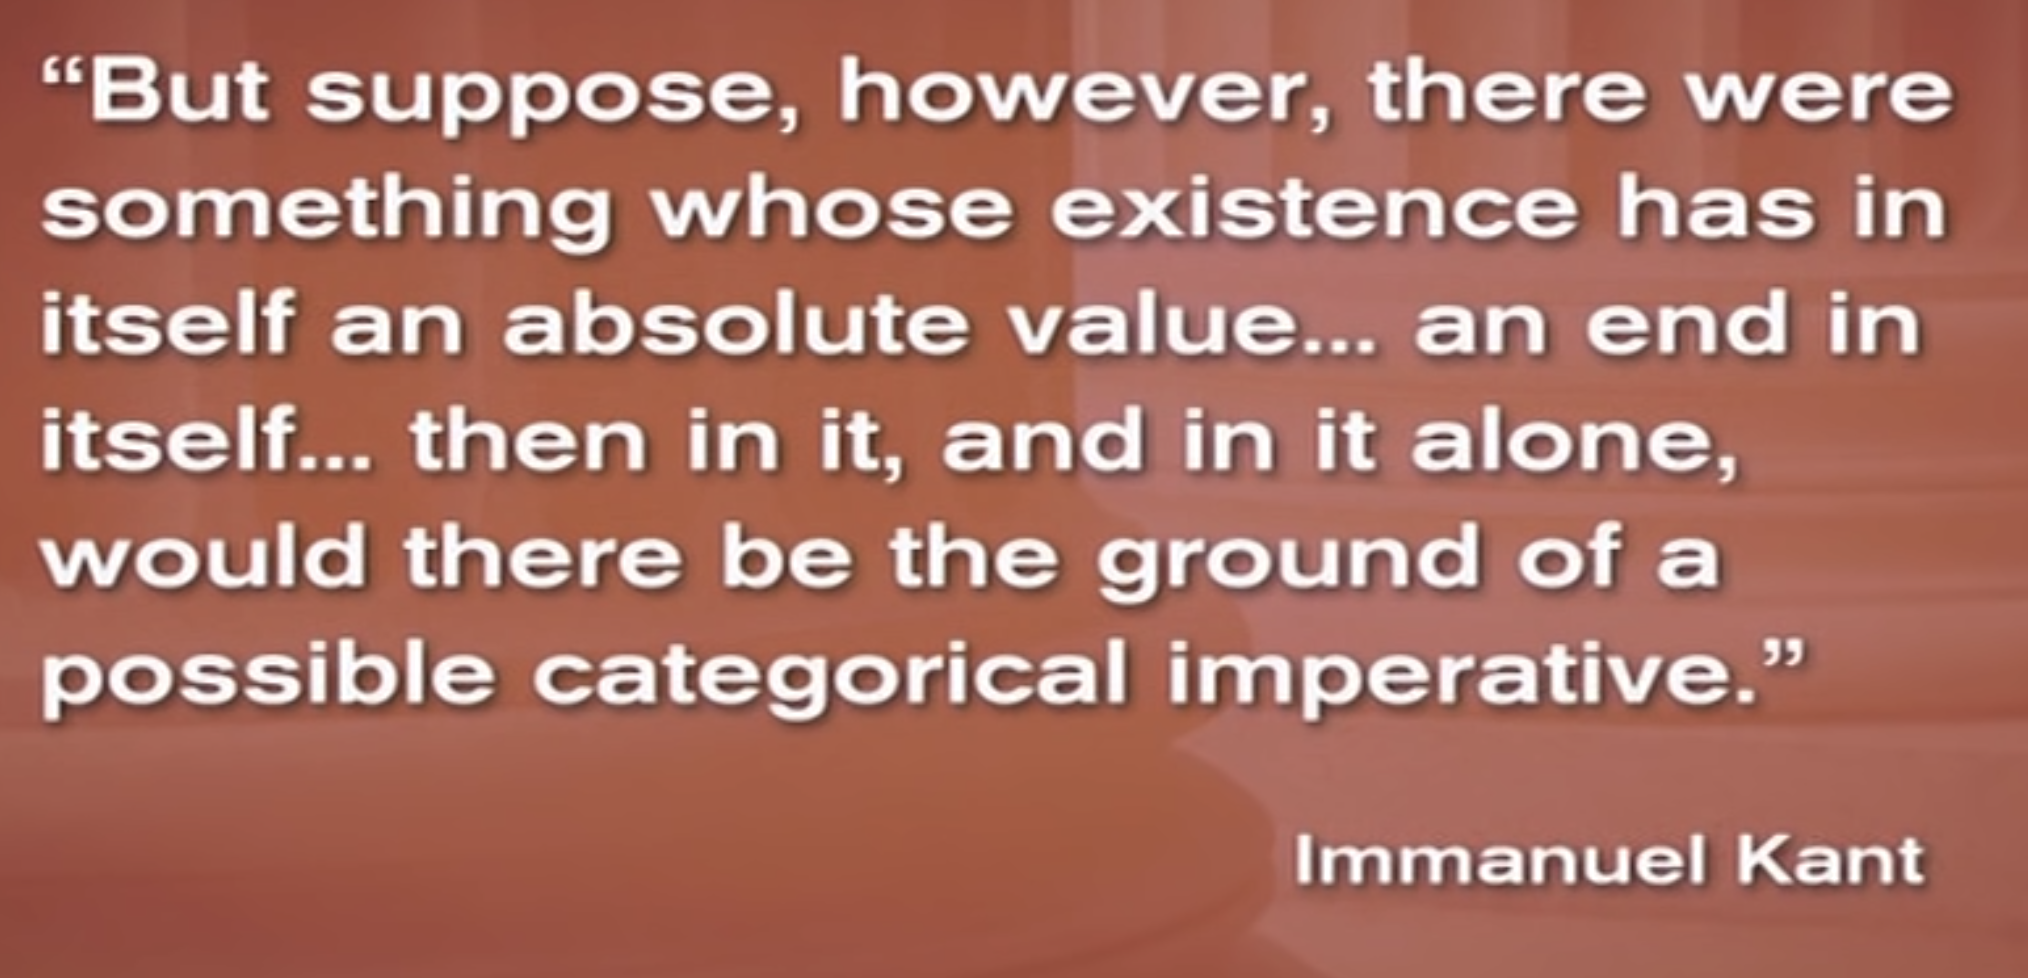 “But suppose, however, there were
something whose existence has in
itself an absolute value... an end in
itself... then in it, and in it alone,
would there be the ground of a
possible categorical imperative.”
Immanuel Kant